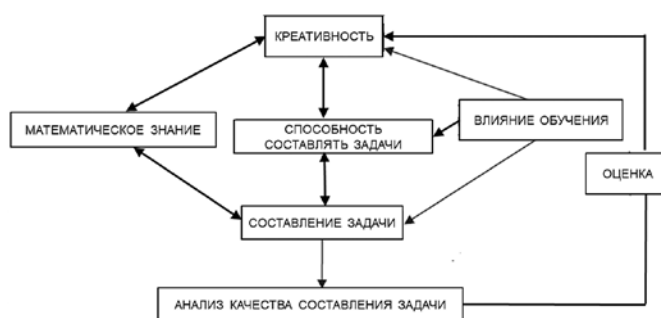 КРЕАТИВНОСТЬ
МАТЕМАТИЧЕСКОЕ ЗНАНИЕ
СПОСОБНОСТЬ
СОСТАВЛЯТЬ ЗАДАЧИ
ВЛИЯНИЕ ОБУЧЕНИЯ
ОЦЕНКА
СОСТАВЛЕНИЕ ЗАДАЧИ
АНАЛИЗ КАЧЕСТВА СОСТАВЛЕНИЯ ЗАДАЧИ